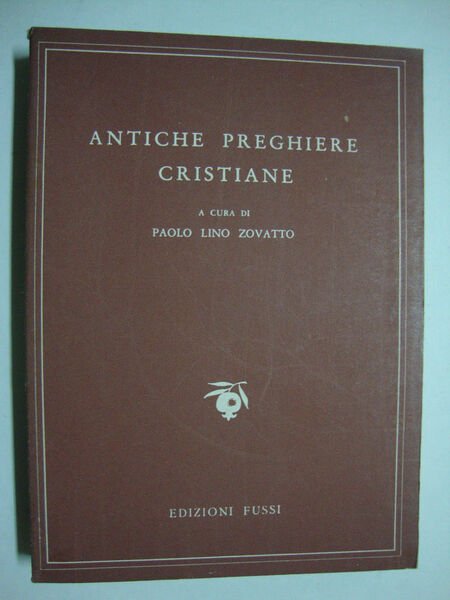 ANTICHE PREGHIERE
CRISTIANE
A CURA DI
PAOLO LINO ZOVATTO
EDIZIONI FUSSI